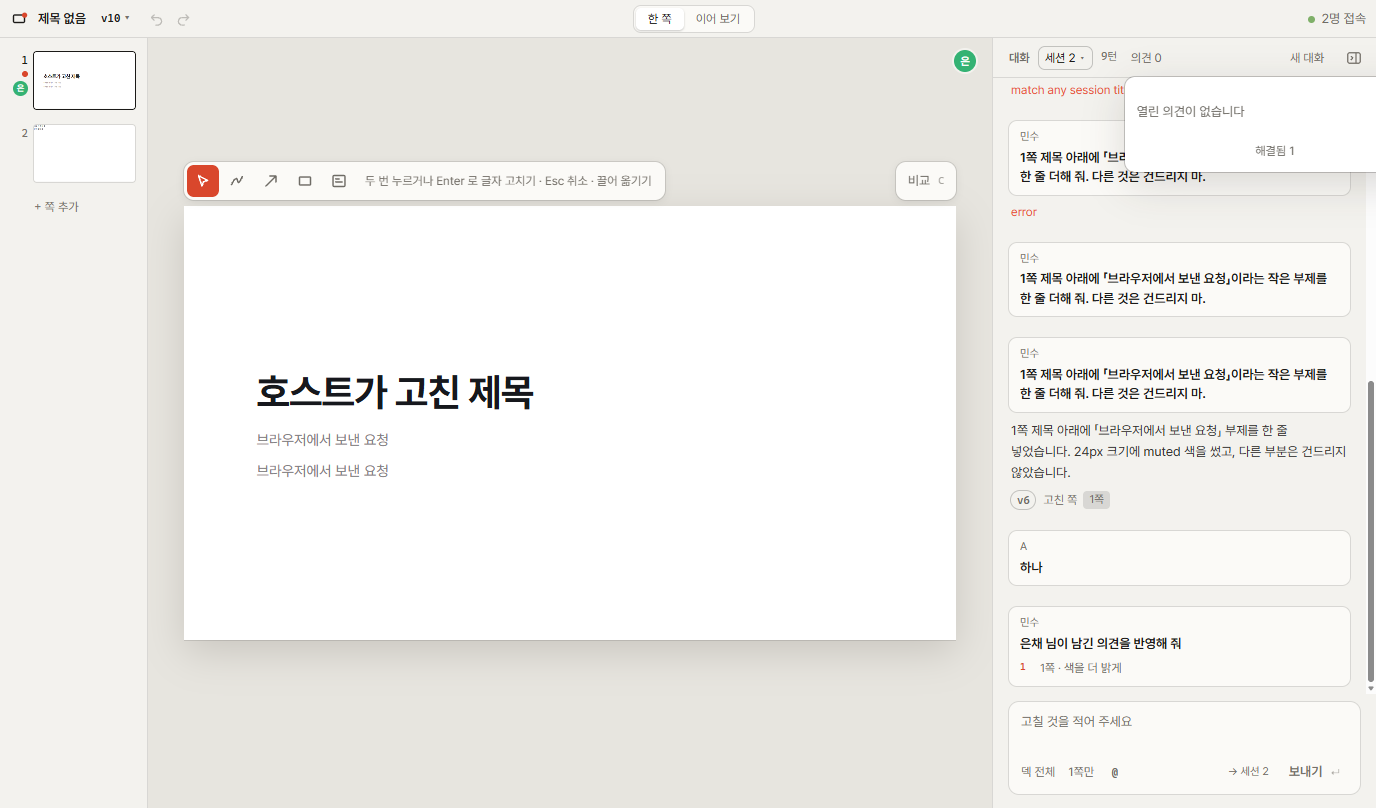 제목 없음 v10
한 쪽 이어 보기
2명 접속
1
호스트가 고친 제목
온
2
+ 쪽 추가
온
두 번 누르거나 Enter 로 글자 고치기 · Esc 취소 · 끌어 옮기기
비교 C
호스트가 고친 제목
브라우저에서 보낸 요청
브라우저에서 보낸 요청
대화 세션 2 9턴 의견 0 새 대화
match any session tit
열린 의견이 없습니다
해결됨 1
민수
1쪽 제목 아래에 「브라
한 줄 더해 줘. 다른 것은 건드리지 마.
error
민수
1쪽 제목 아래에 「브라우저에서 보낸 요청」이라는 작은 부제를
한 줄 더해 줘. 다른 것은 건드리지 마.
민수
1쪽 제목 아래에 「브라우저에서 보낸 요청」이라는 작은 부제를
한 줄 더해 줘. 다른 것은 건드리지 마.
1쪽 제목 아래에 「브라우저에서 보낸 요청」 부제를 한 줄
넣었습니다. 24px 크기에 muted 색을 썼고, 다른 부분은 건드리지
않았습니다.
v6 고친 쪽 1쪽
A
하나
민수
은채 님이 남긴 의견을 반영해 줘
1 1쪽 · 색을 더 밝게
고칠 것을 적어 주세요
덱 전체 1쪽만 @ → 세션 2 보내기 ↵